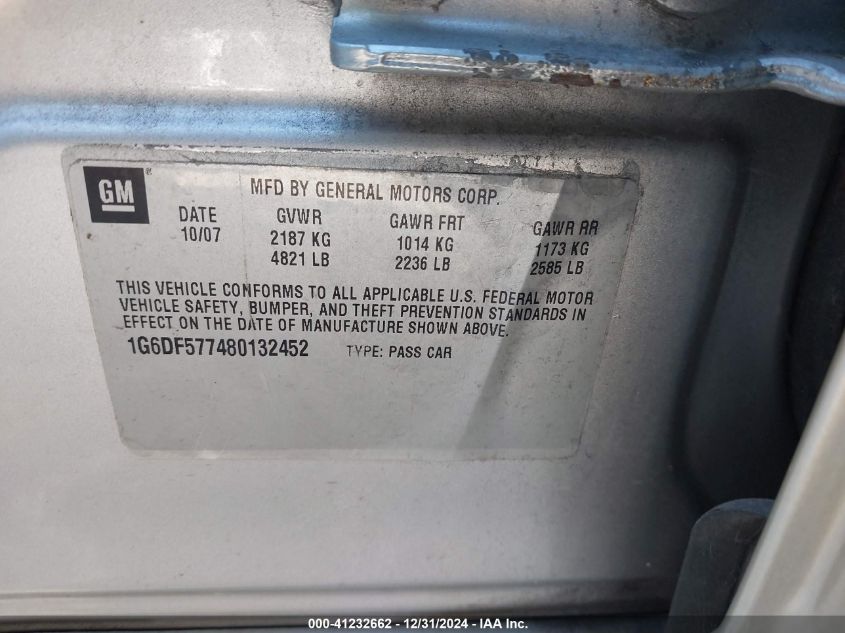 GM
MFD BY GENERAL MOTORS CORP.
DATE GVWR GAWR FRT GAWR RR
10/07 2187 KG 1014 KG 1173 KG
4821 LB 2236 LB 2585 LB
THIS VEHICLE CONFORMS TO ALL APPLICABLE U.S. FEDERAL MOTOR
VEHICLE SAFETY, BUMPER, AND THEFT PREVENTION STANDARDS IN
EFFECT ON THE DATE OF MANUFACTURE SHOWN ABOVE.
1G6DF577480132452 TYPE: PASS CAR
000-41232662 - 12/31/2024 - IAA Inc.